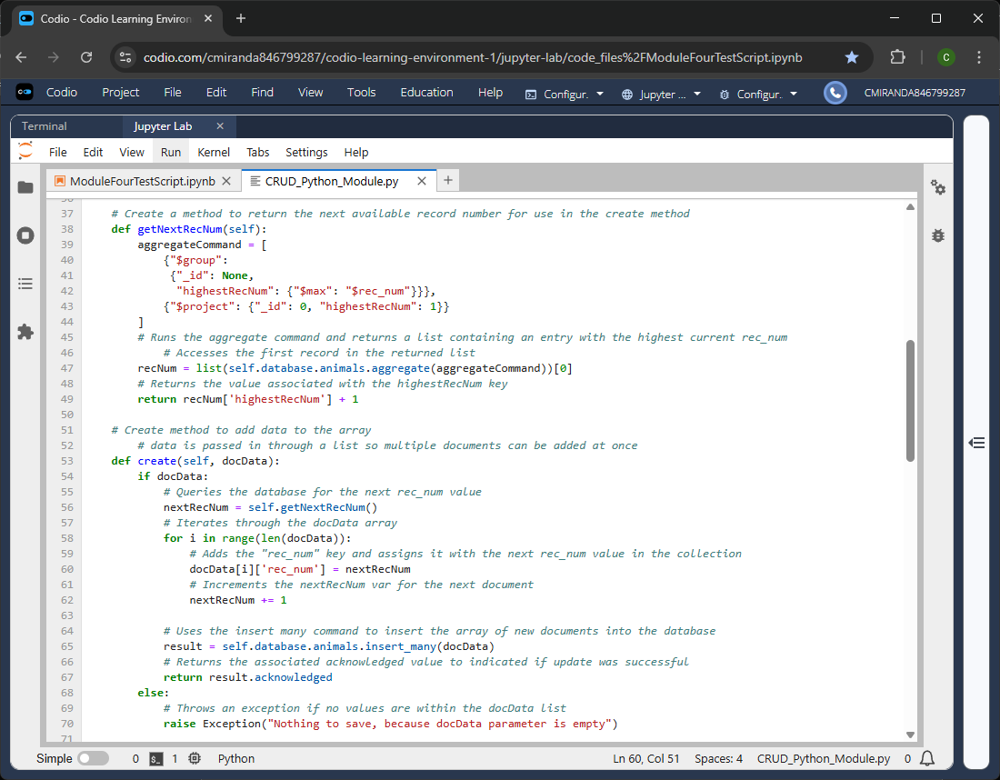 Codio - Codio Learning Environ
codio.com/cmiranda846799287/codio-learning-environment-1/jupyter-lab/code_files%2FModuleFourTestScript.ipynb
C
Codio Project File Edit Find View Tools Education Help Configur. Jupyter ... Configur. CMIRANDA846799287
Terminal Jupyter Lab
File Edit View Run Kernel Tabs Settings Help
ModuleFourTestScript.ipynb CRUD_Python_Module.py
36
37 # Create a method to return the next available record number for use in the create method
38 def getNextRecNum(self):
39 aggregateCommand = [
40 {"$group":
41 {"_id": None,
42 "highestRecNum": {"$max": "$rec_num"}}},
43 {"$project": {"_id": 0, "highestRecNum": 1}}
44 ]
45 # Runs the aggregate command and returns a list containing an entry with the highest current rec_num
46 # Accesses the first record in the returned list
47 recNum = list(self.database.animals.aggregate(aggregateCommand))[0]
48 # Returns the value associated with the highestRecNum key
49 return recNum['highestRecNum'] + 1
50
51 # Create method to add data to the array
52 # data is passed in through a list so multiple documents can be added at once
53 def create(self, docData):
54 if docData:
55 # Queries the database for the next rec_num value
56 nextRecNum = self.getNextRecNum()
57 # Iterates through the docData array
58 for i in range(len(docData)):
59 # Adds the "rec_num" key and assigns it with the next rec_num value in the collection
60 docData[i]['rec_num'] = nextRecNum
61 # Increments the nextRecNum var for the next document
62 nextRecNum += 1
63
64 # Uses the insert many command to insert the array of new documents into the database
65 result = self.database.animals.insert_many(docData)
66 # Returns the associated acknowledged value to indicated if update was successful
67 return result.acknowledged
68 else:
69 # Throws an exception if no values are within the docData list
70 raise Exception("Nothing to save, because docData parameter is empty")
71
Simple 0 $_ 1 Python Ln 60, Col 51 Spaces: 4 CRUD_Python_Module.py 0